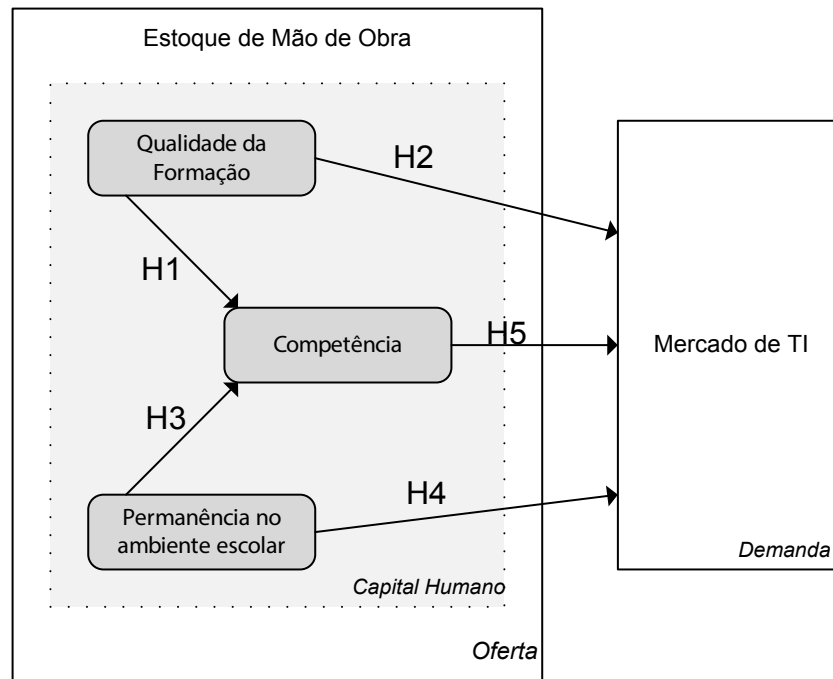 Estoque de Mão de Obra
Qualidade da
Formação
H2
H1
Competência
H5
Mercado de TI
H3
H4
Permanência no
ambiente escolar
Demanda
Capital Humano
Oferta